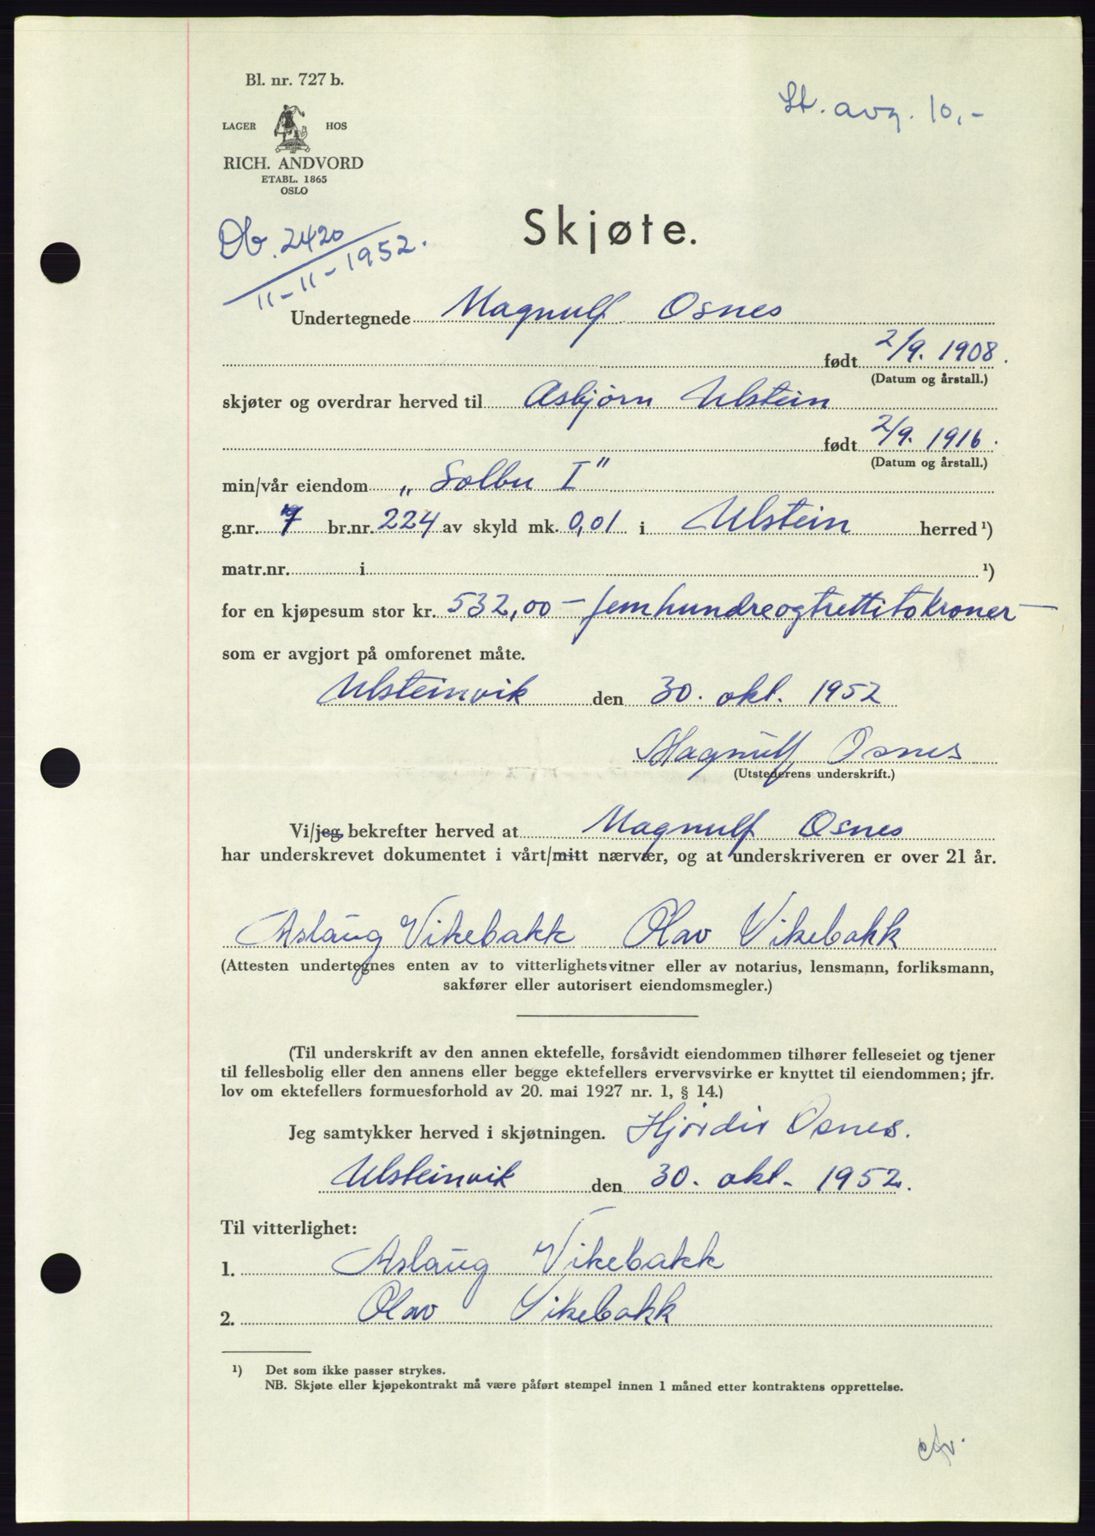 Bl. nr. 727 b.
St. avg. 10,-
LAGER HOS
RICH. ANDVORD
ETABL. 1865
OSLO
Db. 2420
11-11-1952.
Skjøte.
Undertegnede Magnulf Osnes
født 2/9. 1908.
(Datum og årstall.)
skjøter og overdrar herved til Asbjørn Ulstein
født 2/9. 1916.
(Datum og årstall.)
min/vår eiendom „Solbu I”
g.nr. 7 br.nr. 224 av skyld mk. 0,01 i Ulstein herred ¹)
matr.nr. i ¹)
for en kjøpesum stor kr. 532,00 – femhundreogtrettitokroner –
som er avgjort på omforenet måte.
Ulsteinvik den 30. okt. 1952
Magnulf Osnes
(Utstederens underskrift.)
Vi/jeg bekrefter herved at Magnulf Osnes
har underskrevet dokumentet i vårt/mitt nærvær, og at underskriveren er over 21 år.
Aslaug Vikebakk Olav Vikebakk
(Attesten undertegnes enten av to vitterlighetsvitner eller av notarius, lensmann, forliksmann,
sakfører eller autorisert eiendomsmegler.)
(Til underskrift av den annen ektefelle, forsåvidt eiendommen tilhører felleseiet og tjener
til fellesbolig eller den annens eller begge ektefellers ervervsvirke er knyttet til eiendommen; jfr.
lov om ektefellers formuesforhold av 20. mai 1927 nr. 1, § 14.)
Jeg samtykker herved i skjøtningen. Hjørdis Osnes.
Ulsteinvik den 30. okt. 1952.
Til vitterlighet:
1. Aslaug Vikebakk
2. Olav Vikebakk
¹) Det som ikke passer strykes.
NB. Skjøte eller kjøpekontrakt må være påført stempel innen 1 måned etter kontraktens opprettelse.